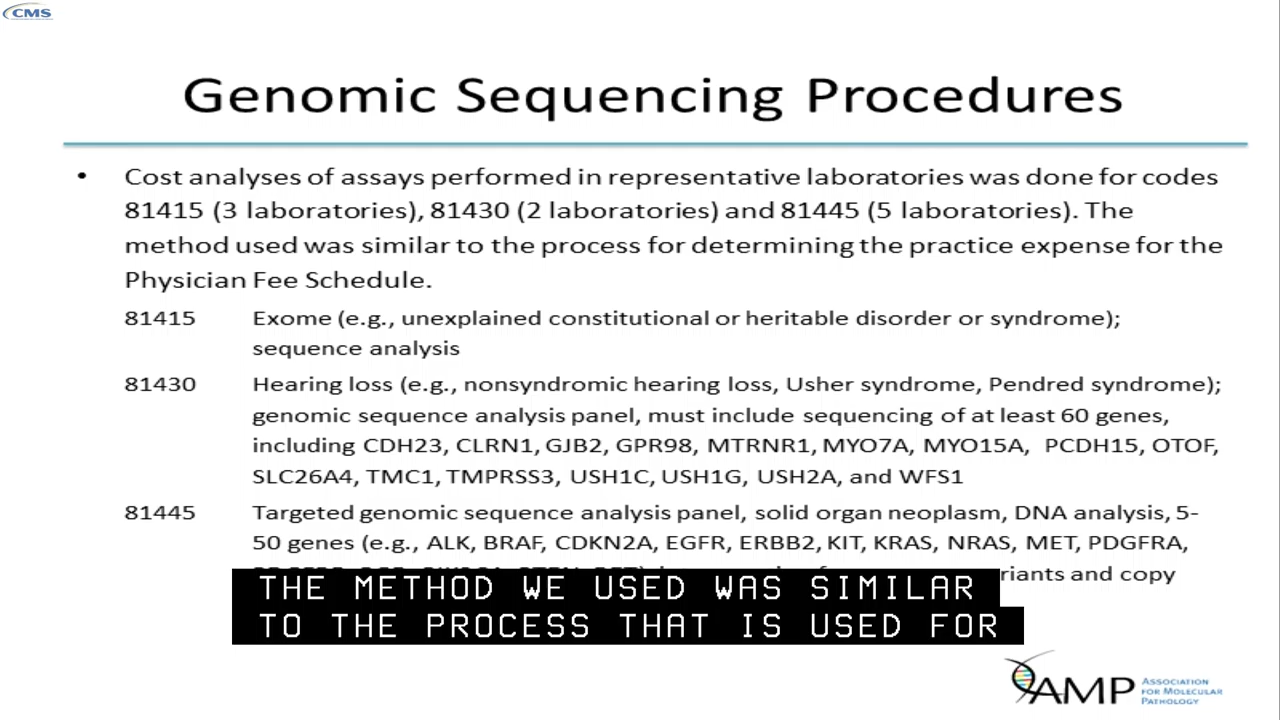 CMS
Genomic Sequencing Procedures
• Cost analyses of assays performed in representative laboratories was done for codes
81415 (3 laboratories), 81430 (2 laboratories) and 81445 (5 laboratories). The
method used was similar to the process for determining the practice expense for the
Physician Fee Schedule.
81415 Exome (e.g., unexplained constitutional or heritable disorder or syndrome);
sequence analysis
81430 Hearing loss (e.g., nonsyndromic hearing loss, Usher syndrome, Pendred syndrome);
genomic sequence analysis panel, must include sequencing of at least 60 genes,
including CDH23, CLRN1, GJB2, GPR98, MTRNR1, MYO7A, MYO15A, PCDH15, OTOF,
SLC26A4, TMC1, TMPRSS3, USH1C, USH1G, USH2A, and WFS1
81445 Targeted genomic sequence analysis panel, solid organ neoplasm, DNA analysis, 5-
50 genes (e.g., ALK, BRAF, CDKN2A, EGFR, ERBB2, KIT, KRAS, NRAS, MET, PDGFRA,
and copy
THE METHOD WE USED WAS SIMILAR
TO THE PROCESS THAT IS USED FOR
AMP ASSOCIATION
FOR MOLECULAR
PATHOLOGY